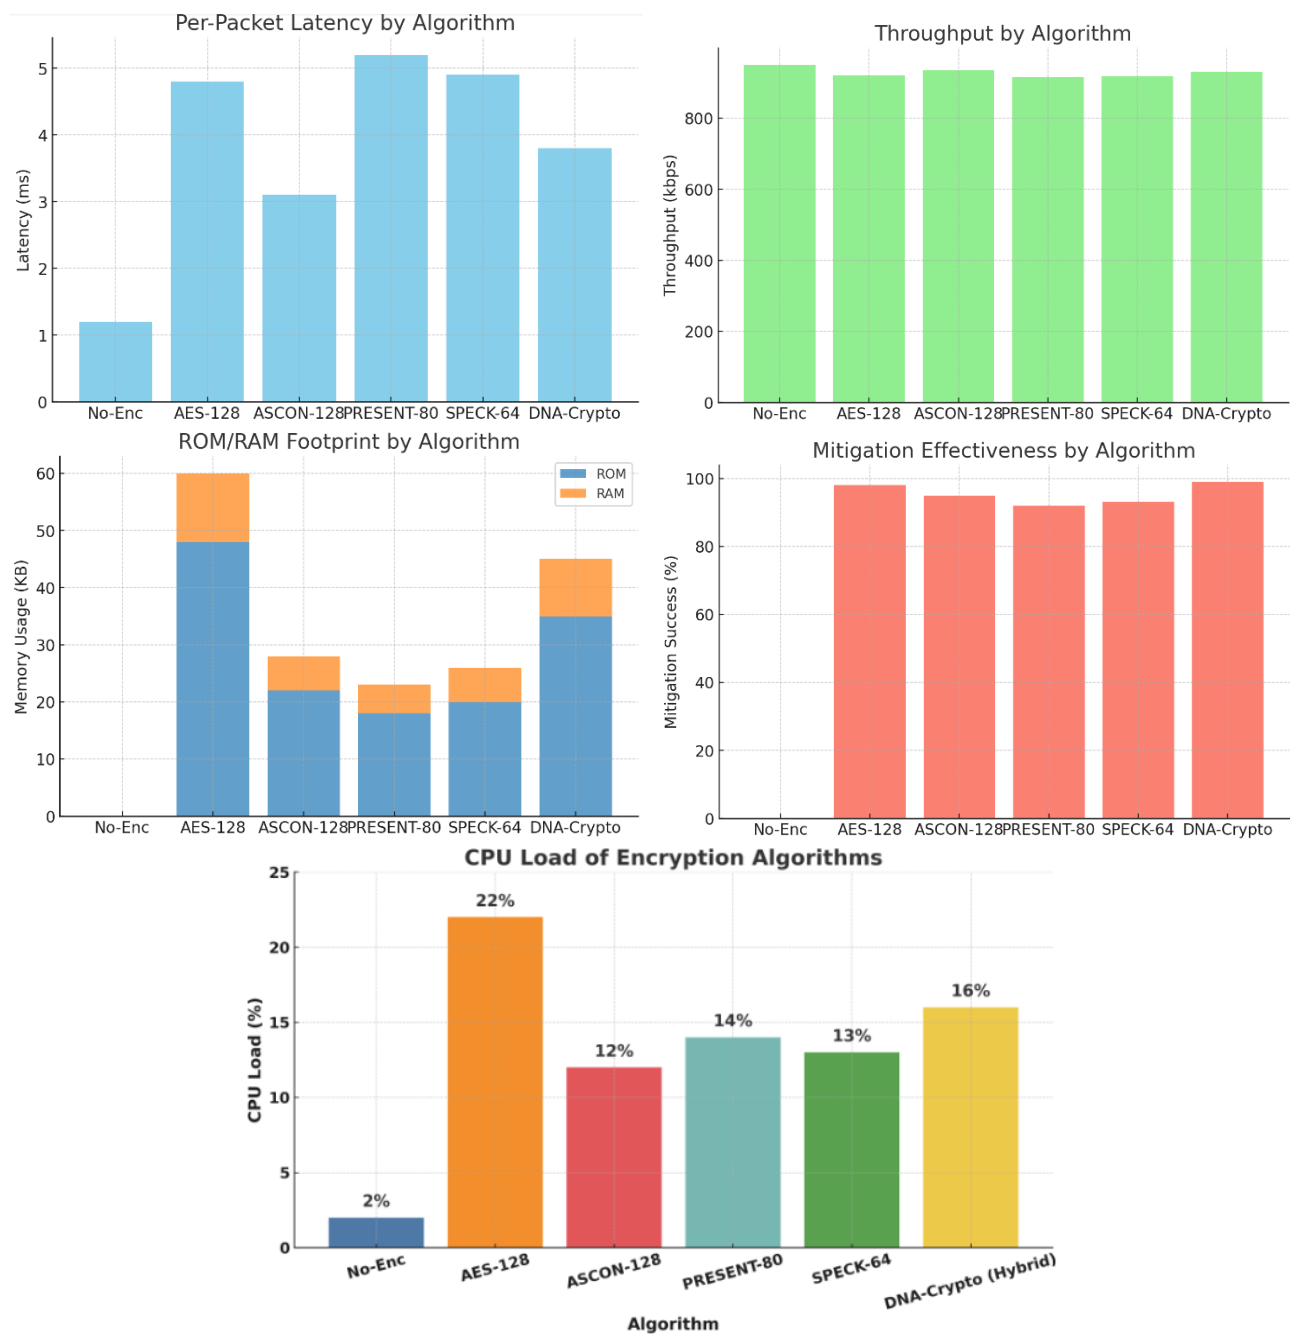 Per-Packet Latency by Algorithm
Latency (ms)
5
4
3
2
1
0
No-Enc AES-128 ASCON-128 PRESENT-80 SPECK-64 DNA-Crypto
Throughput by Algorithm
Throughput (kbps)
800
600
400
200
0
No-Enc AES-128 ASCON-128 PRESENT-80 SPECK-64 DNA-Crypto
ROM/RAM Footprint by Algorithm
ROM
RAM
Memory Usage (KB)
60
50
40
30
20
10
0
No-Enc AES-128 ASCON-128 PRESENT-80 SPECK-64 DNA-Crypto
Mitigation Effectiveness by Algorithm
Mitigation Success (%)
100
80
60
40
20
0
No-Enc AES-128 ASCON-128 PRESENT-80 SPECK-64 DNA-Crypto
CPU Load of Encryption Algorithms
CPU Load (%)
25
20
15
10
5
0
2%
22%
12%
14%
13%
16%
No-Enc AES-128 ASCON-128 PRESENT-80 SPECK-64 DNA-Crypto (Hybrid)
Algorithm